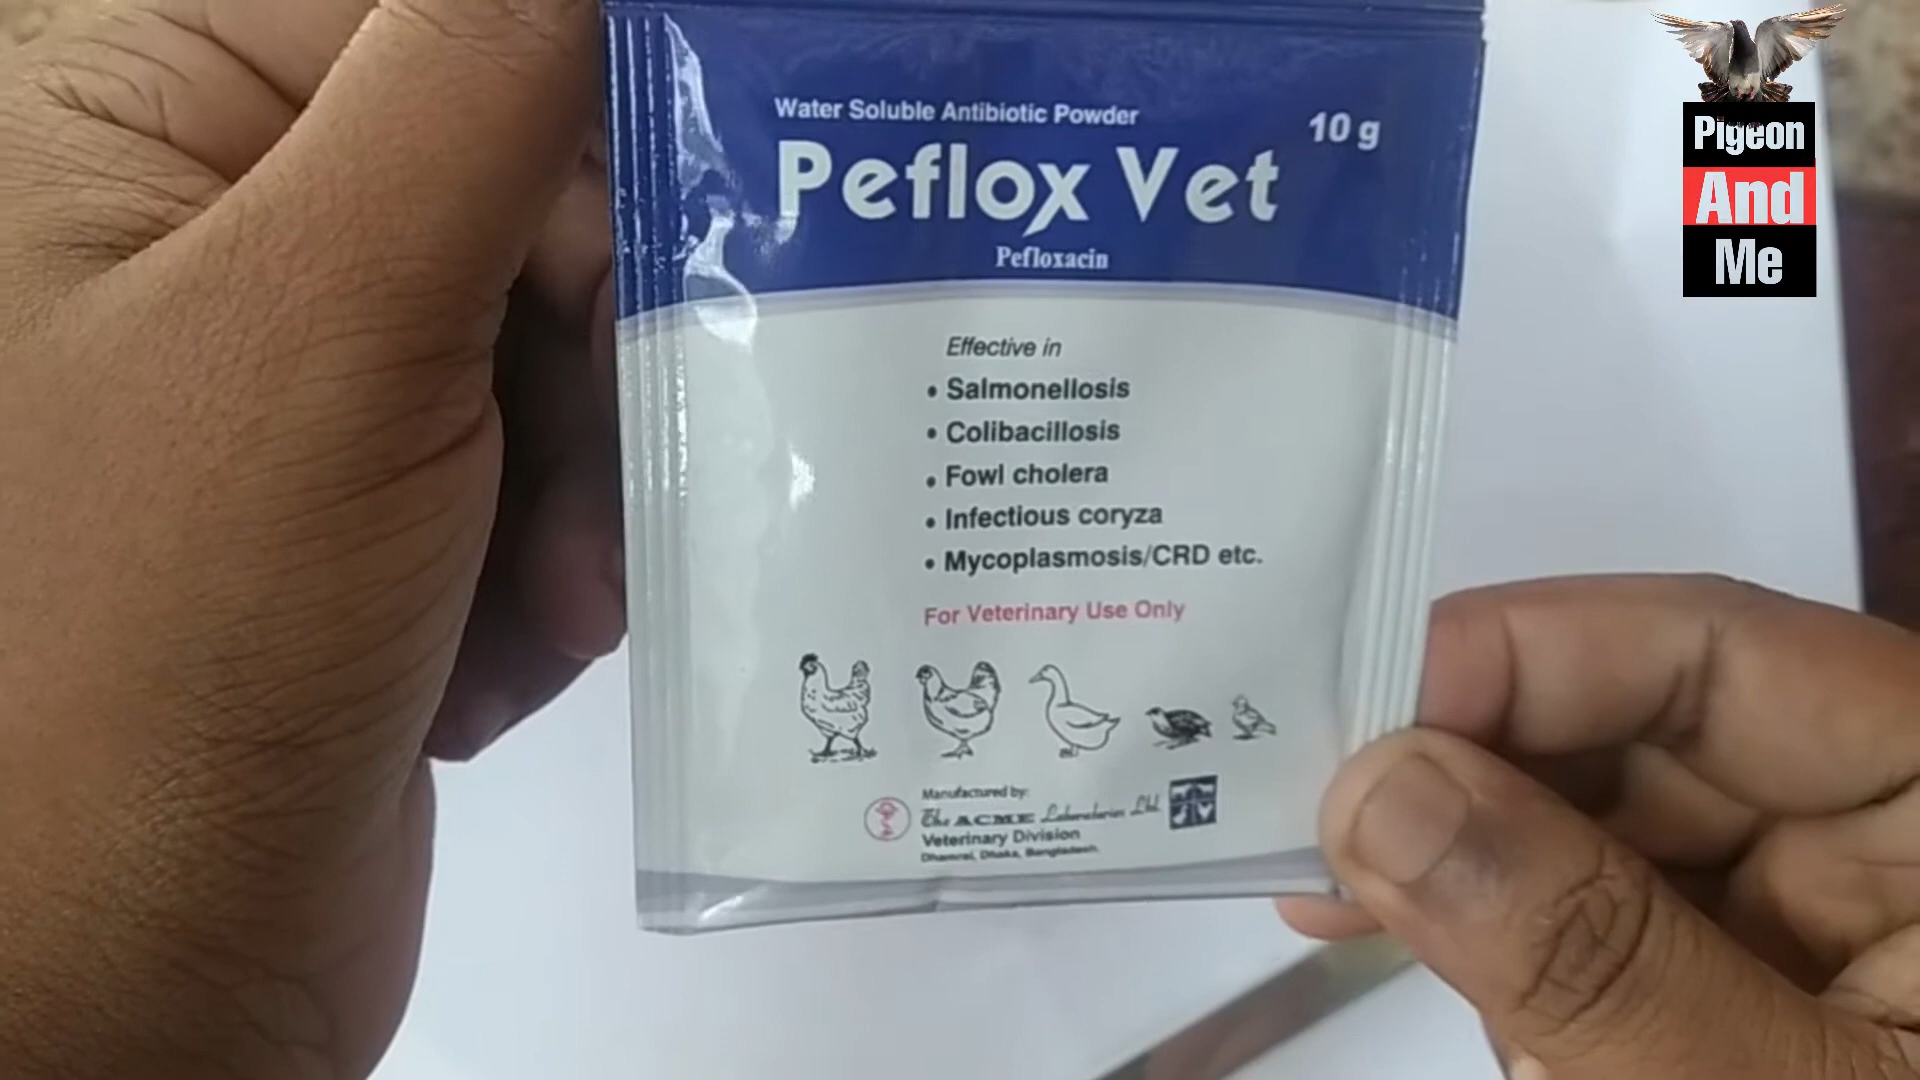 Water Soluble Antibiotic Powder
10 g
Peflox Vet
Pefloxacin
Effective in
• Salmonellosis
• Colibacillosis
• Fowl cholera
• Infectious coryza
• Mycoplasmosis/CRD etc.
For Veterinary Use Only
Manufactured by:
The ACME Laboratories Ltd.
Veterinary Division
Dhamrai, Dhaka, Bangladesh.
Pigeon
And
Me